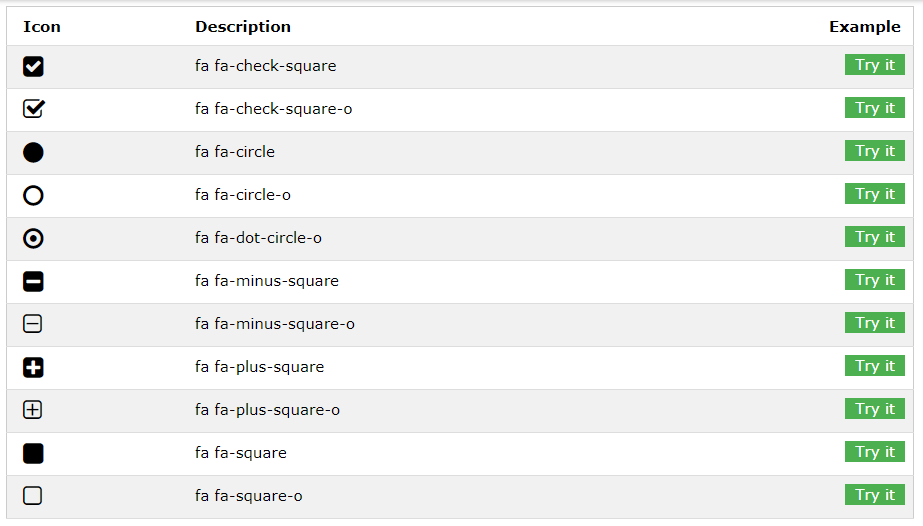 Icon Description Example
fa fa-check-square Try it
fa fa-check-square-o Try it
fa fa-circle Try it
fa fa-circle-o Try it
fa fa-dot-circle-o Try it
fa fa-minus-square Try it
fa fa-minus-square-o Try it
fa fa-plus-square Try it
fa fa-plus-square-o Try it
fa fa-square Try it
fa fa-square-o Try it